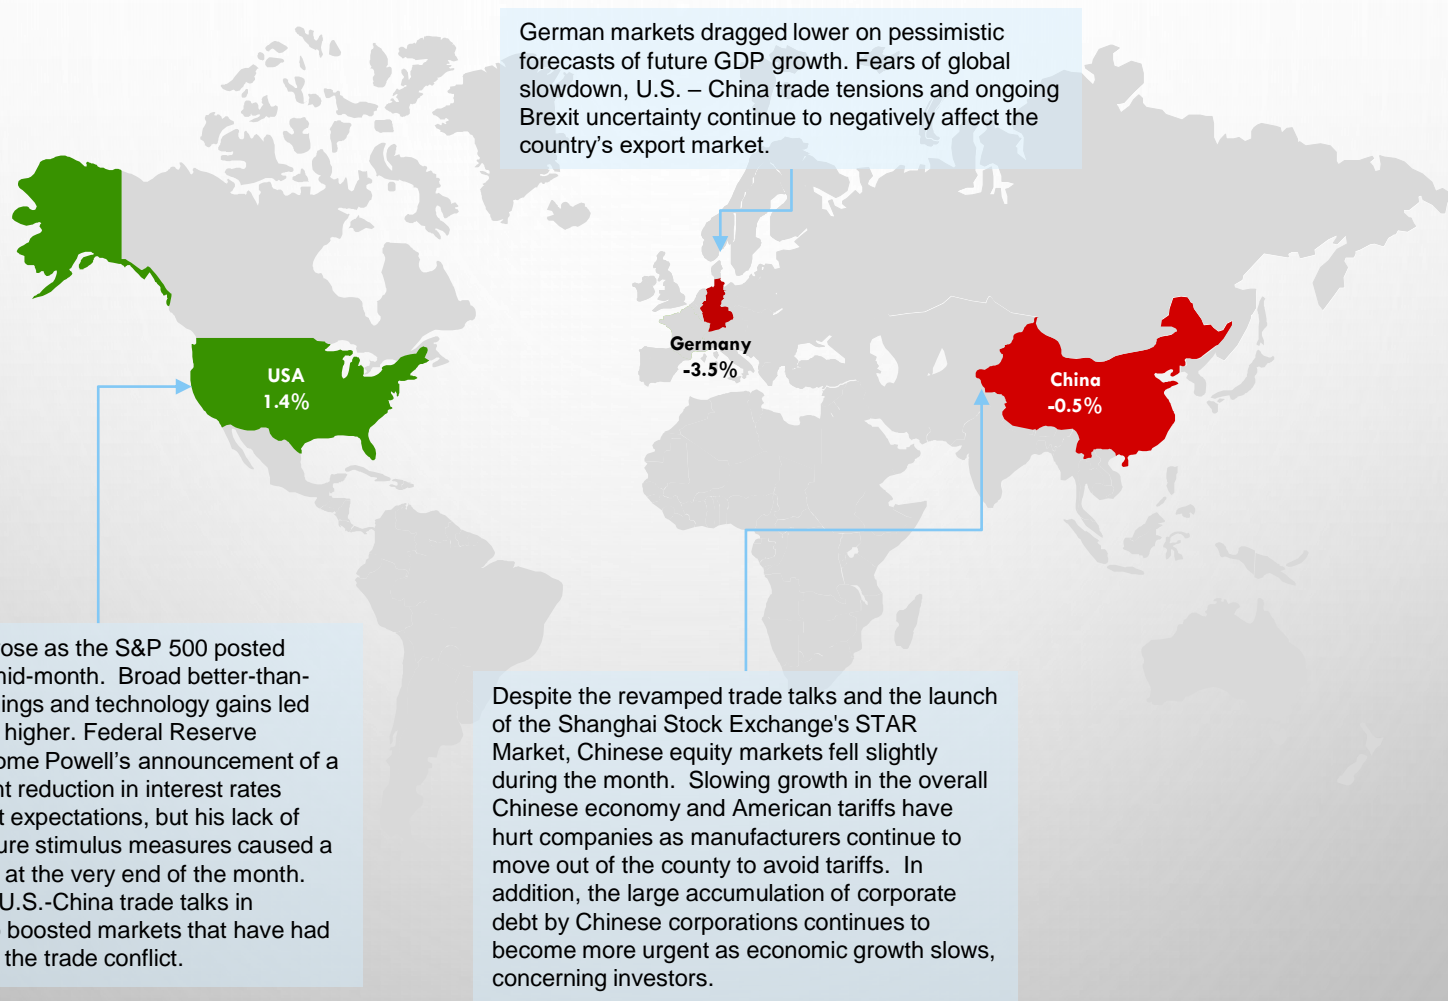 German markets dragged lower on pessimistic
forecasts of future GDP growth. Fears of global
slowdown, U.S. – China trade tensions and ongoing
Brexit uncertainty continue to negatively affect the
country’s export market.
Germany
-3.5%
USA
1.4%
China
-0.5%
ose as the S&P 500 posted
mid-month.  Broad better-than-
ings and technology gains led
higher. Federal Reserve
ome Powell’s announcement of a
nt reduction in interest rates
t expectations, but his lack of
ure stimulus measures caused a
at the very end of the month.
U.S.-China trade talks in
boosted markets that have had
the trade conflict.
Despite the revamped trade talks and the launch
of the Shanghai Stock Exchange's STAR
Market, Chinese equity markets fell slightly
during the month.  Slowing growth in the overall
Chinese economy and American tariffs have
hurt companies as manufacturers continue to
move out of the county to avoid tariffs.  In
addition, the large accumulation of corporate
debt by Chinese corporations continues to
become more urgent as economic growth slows,
concerning investors.